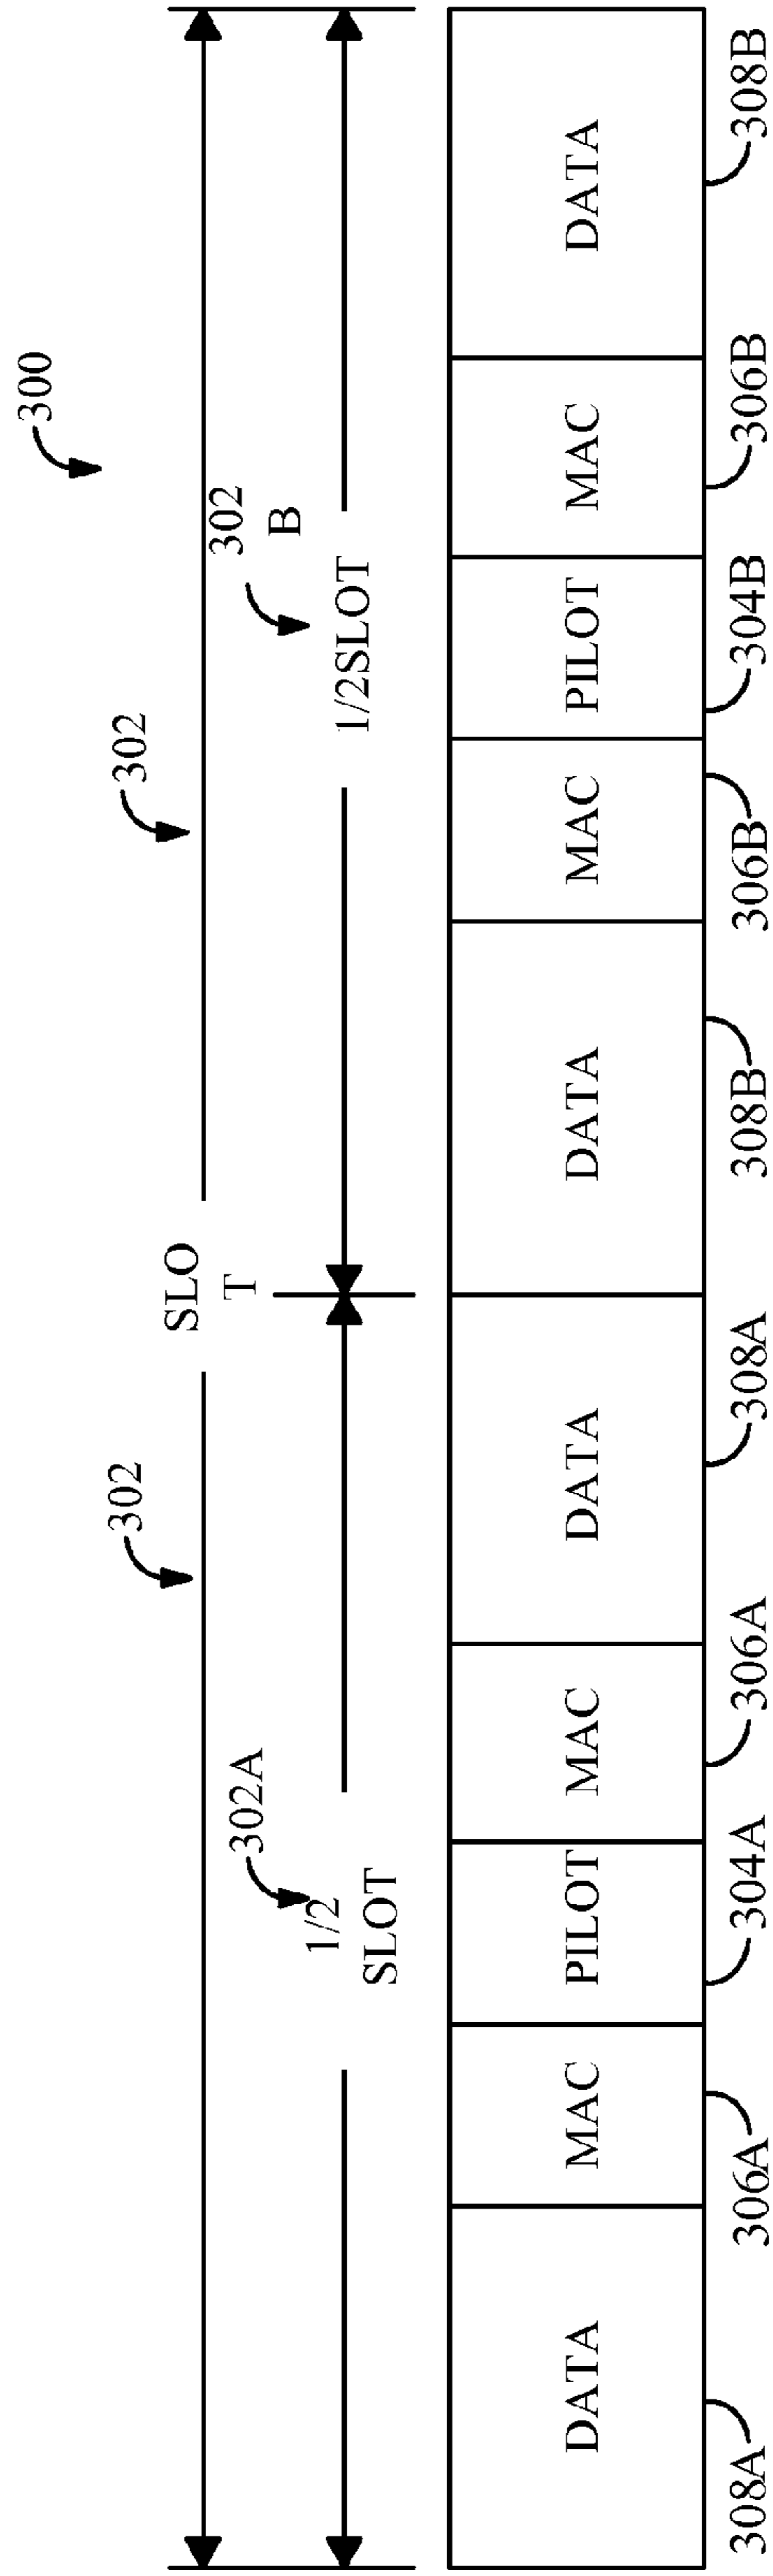 300
302
302
SLO
T
302A
302
B
1/2
SLOT
1/2SLOT
DATA
MAC
PILOT
MAC
DATA
DATA
MAC
PILOT
MAC
DATA
308A
306A
304A
306A
308A
308B
306B
304B
306B
308B